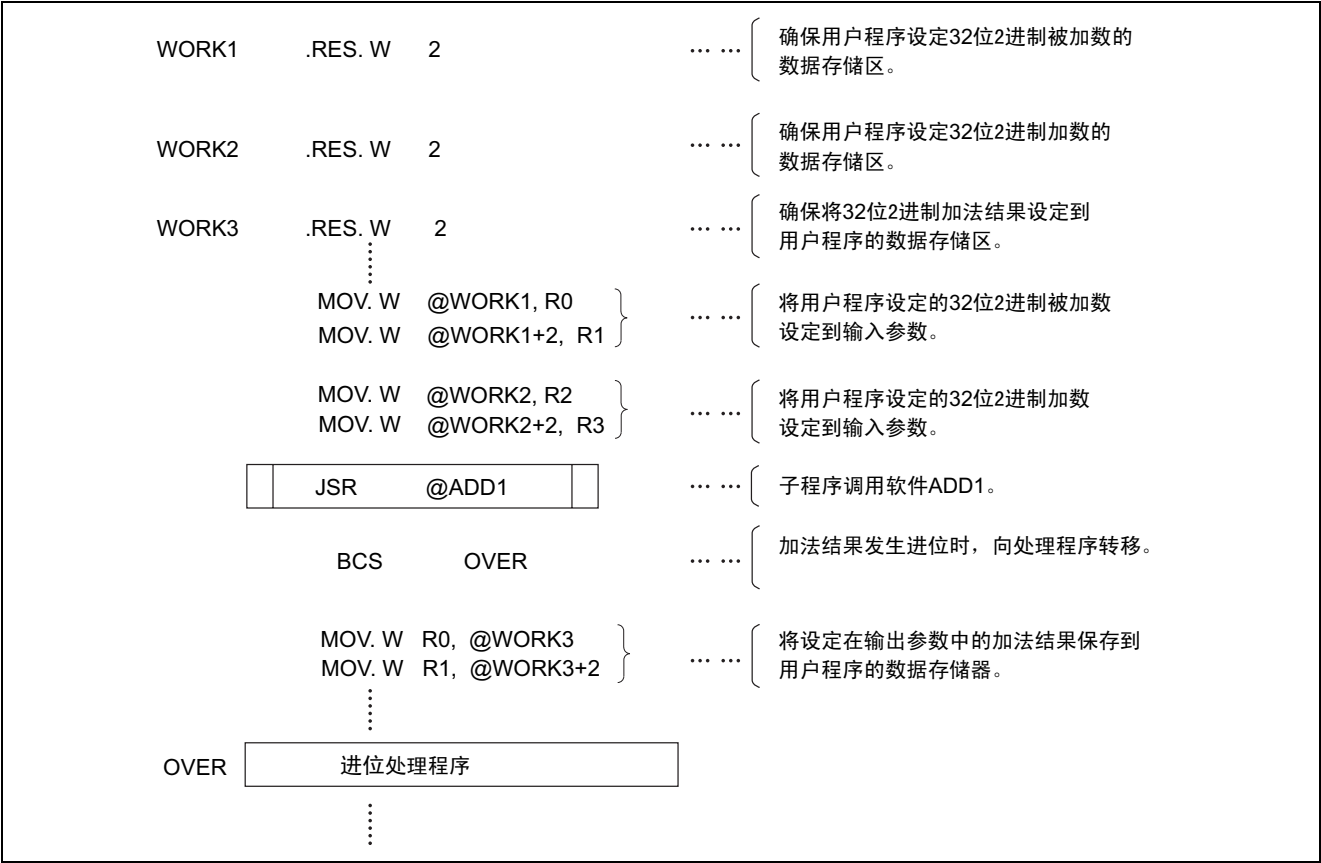 WORK1 .RES. W 2 … … 确保用户程序设定32位2进制被加数的
数据存储区。
WORK2 .RES. W 2 … … 确保用户程序设定32位2进制加数的
数据存储区。
WORK3 .RES. W 2 … … 确保将32位2进制加法结果设定到
用户程序的数据存储区。
MOV. W @WORK1, R0 … … 将用户程序设定的32位2进制被加数
MOV. W @WORK1+2, R1 设定到输入参数。
MOV. W @WORK2, R2 … … 将用户程序设定的32位2进制加数
MOV. W @WORK2+2, R3 设定到输入参数。
JSR @ADD1 … … 子程序调用软件ADD1。
BCS OVER … … 加法结果发生进位时，向处理程序转移。
MOV. W R0, @WORK3 … … 将设定在输出参数中的加法结果保存到
MOV. W R1, @WORK3+2 用户程序的数据存储器。
OVER 进位处理程序